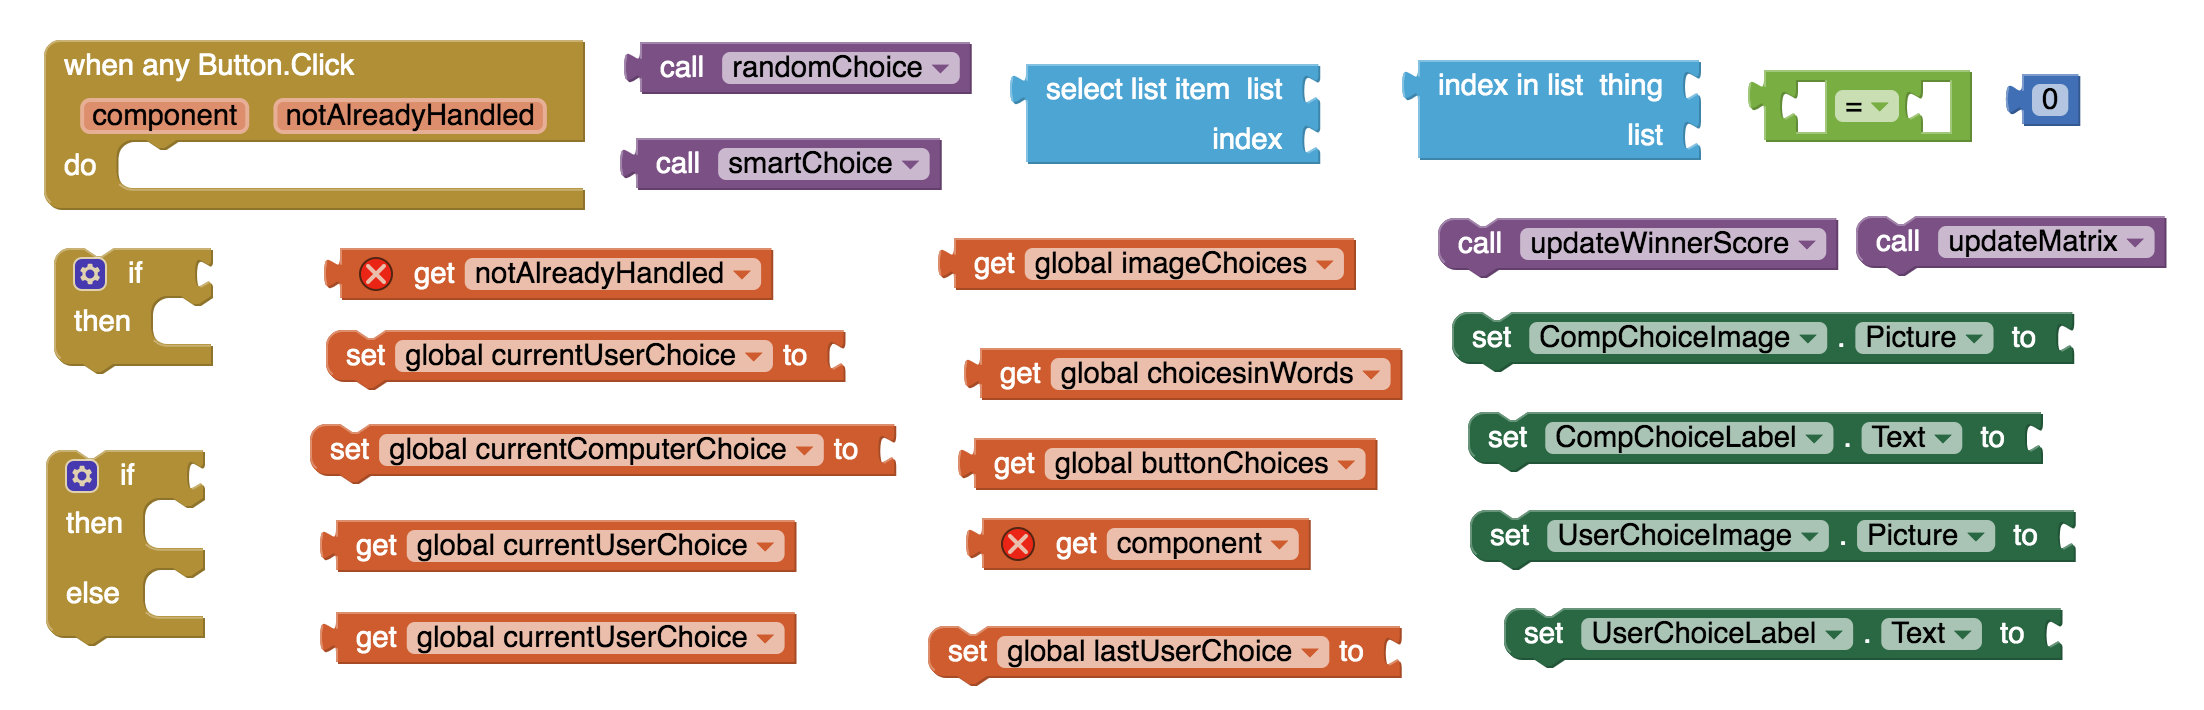 when any Button.Click
component notAlreadyHandled
do
call randomChoice
call smartChoice
select list item list
index
index in list thing
list
=
0
if
then
get notAlreadyHandled
set global currentUserChoice to
set global currentComputerChoice to
if
then
else
get global currentUserChoice
get global currentUserChoice
get global imageChoices
get global choicesinWords
get global buttonChoices
get component
set global lastUserChoice to
call updateWinnerScore
call updateMatrix
set CompChoiceImage . Picture to
set CompChoiceLabel . Text to
set UserChoiceImage . Picture to
set UserChoiceLabel . Text to